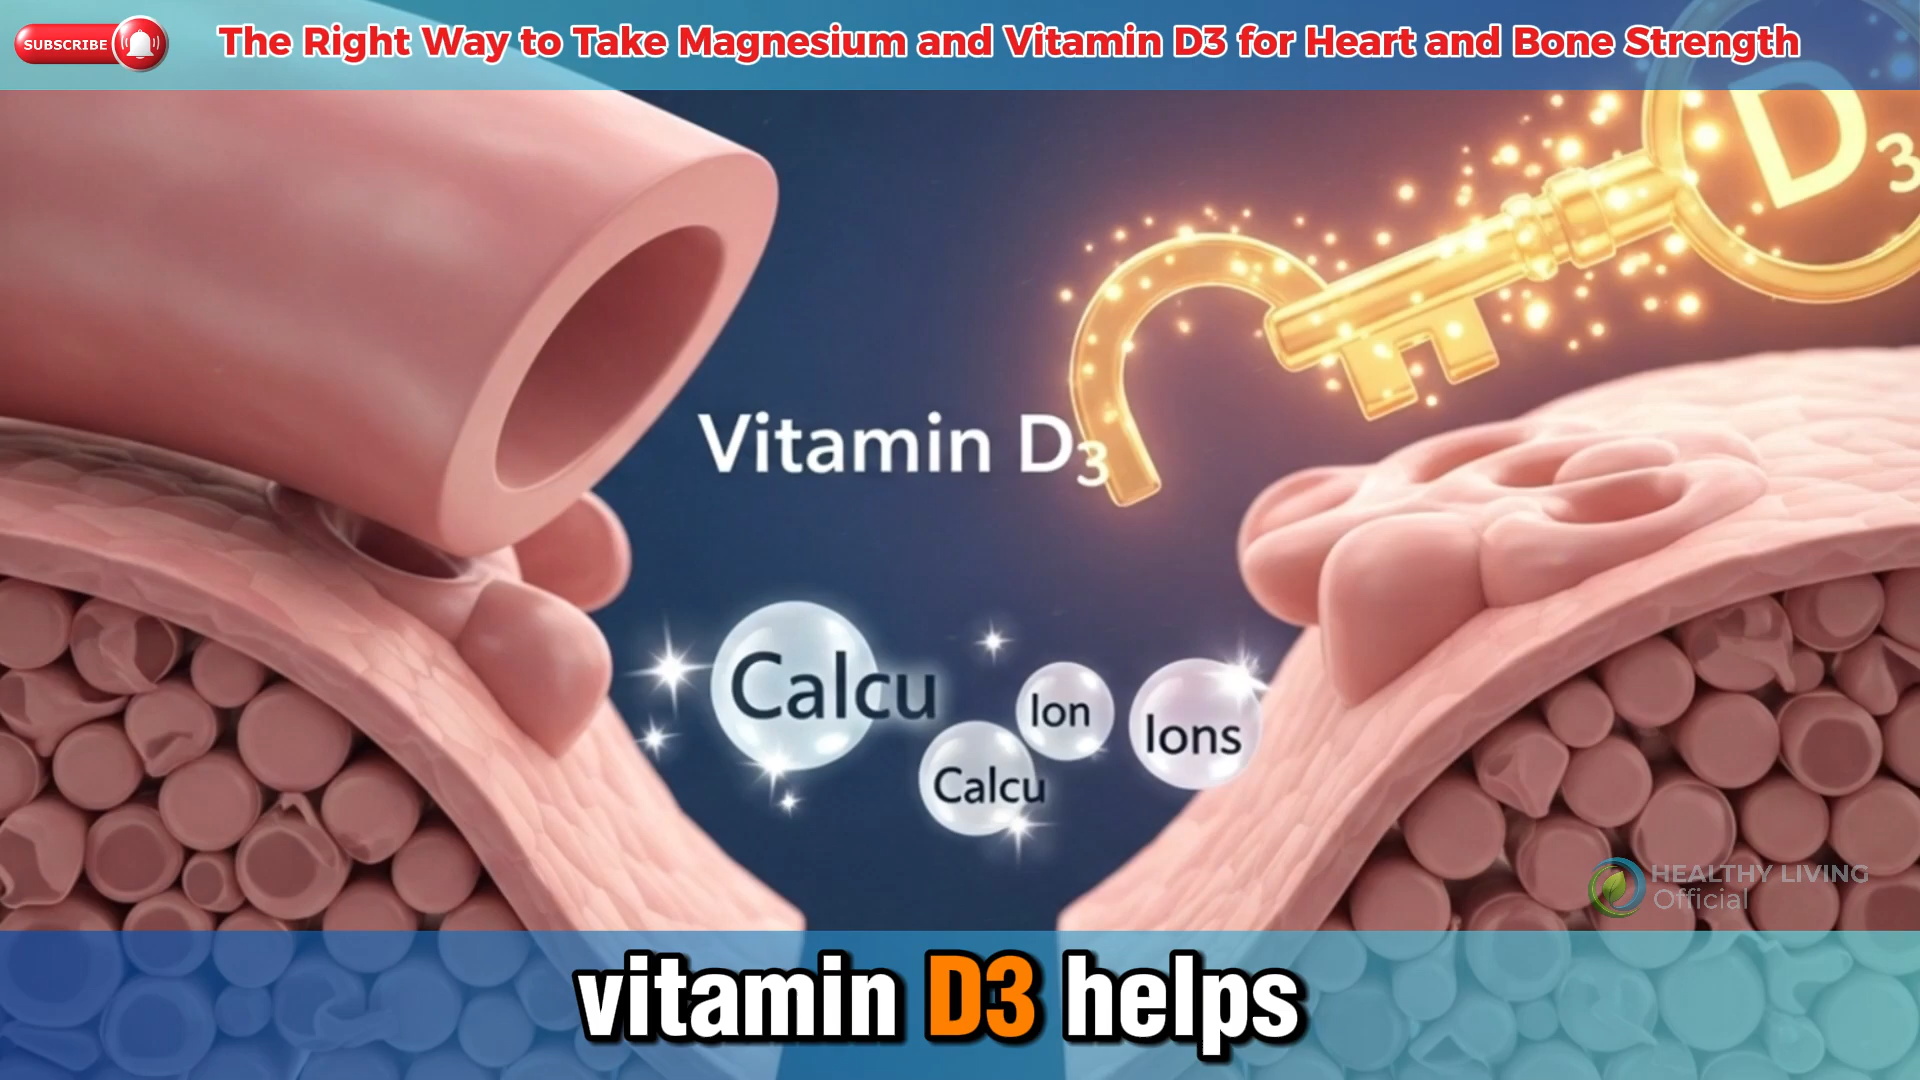 SUBSCRIBE
The Right Way to Take Magnesium and Vitamin D3 for Heart and Bone Strength
D3
Vitamin D3
Calcu
Ion
Ions
Calcu
HEALTHY LIVING
Official
vitamin D3 helps